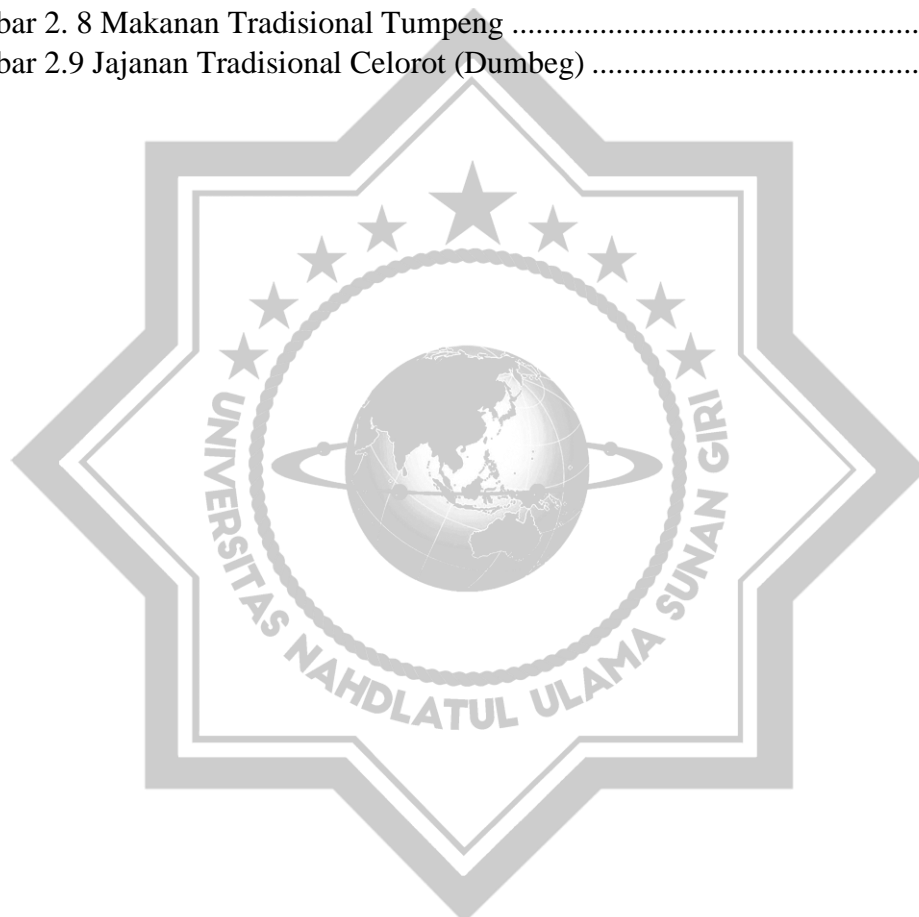 bar 2. 8 Makanan Tradisional Tumpeng ....................................................
bar 2.9 Jajanan Tradisional Celorot (Dumbeg) ..........................................
UNIVERSITAS NAHDLATUL ULAMA SUNAN GIRI